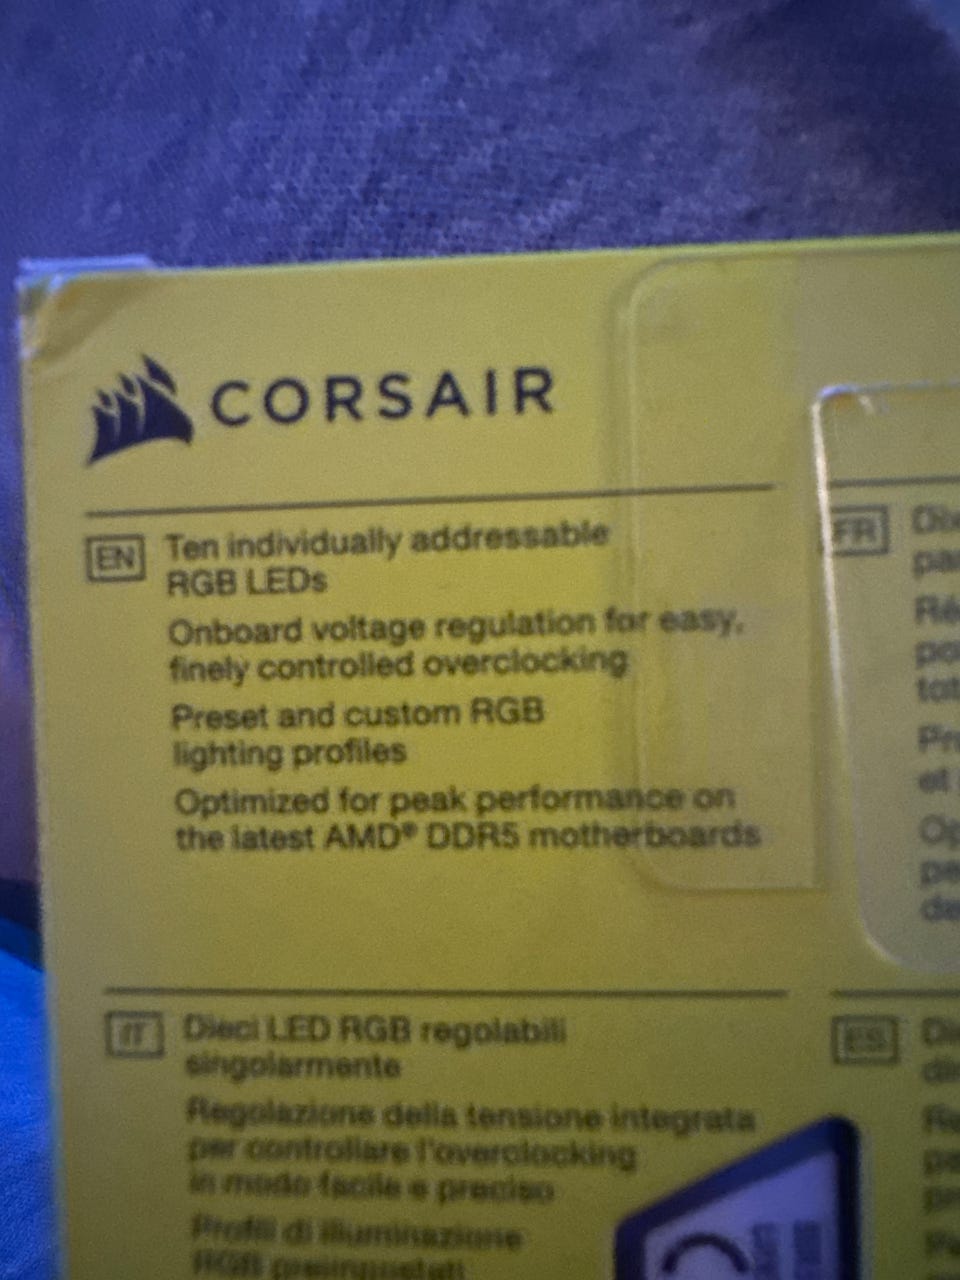 CORSAIR
EN
Ten individually addressable
RGB LEDs
Onboard voltage regulation for easy,
finely controlled overclocking
Preset and custom RGB
lighting profiles
Optimized for peak performance on
the latest AMD® DDR5 motherboards
FR
IT
Dieci LED RGB regolabili
singolarmente
Regolazione della tensione integrata
per controllare l'overclocking
in modo facile e preciso
Profili di illuminazione
RGB preimpostati
ES